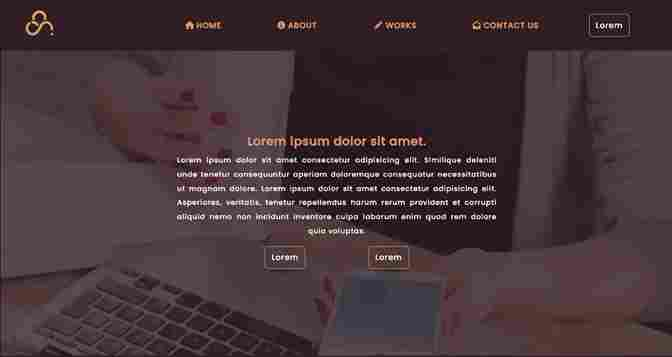 HOME ABOUT WORKS CONTACT US Lorem
Lorem ipsum dolor sit amet.
Lorem ipsum dolor sit amet consectetur adipisicing elit. Similique deleniti
unde tenetur consequuntur aperiam doloremque consequatur necessitatibus
ut magnam dolore. Lorem ipsum dolor sit amet consectetur adipisicing elit.
Asperiores, veritatis, tenetur repellendus harum rerum provident et corrupti
aliquid nemo non incidunt inventore culpa laborum enim quod rem dolore
quia voluptas.
Lorem Lorem